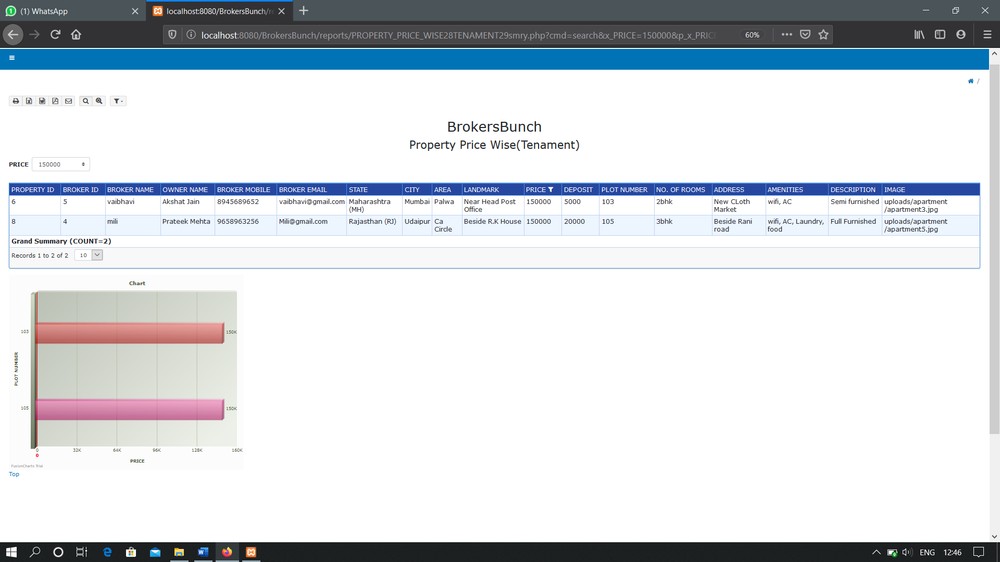 (1) WhatsApp
localhost:8080/BrokersBunch/re
localhost:8080/BrokersBunch/reports/PROPERTY_PRICE_WISE28TENAMENT29smry.php?cmd=search&x_PRICE=150000&p_x_PRIC
60%
/
BrokersBunch
Property Price Wise(Tenament)
PRICE 150000
PROPERTY ID BROKER ID BROKER NAME OWNER NAME BROKER MOBILE BROKER EMAIL STATE CITY AREA LANDMARK PRICE DEPOSIT PLOT NUMBER NO. OF ROOMS ADDRESS AMENITIES DESCRIPTION IMAGE
6 5 vaibhavi Akshat Jain 8945689652 vaibhavi@gmail.com Maharashtra Mumbai Palwa Near Head Post 150000 5000 103 2bhk New CLoth wifi, AC Semi furnished uploads/apartment
(MH) Office Market /apartment3.jpg
8 4 mili Prateek Mehta 9658963256 Mili@gmail.com Rajasthan (RJ) Udaipur Ca Beside R.K House 150000 20000 105 3bhk Beside Rani wifi, AC, Laundry, Full Furnished uploads/apartment
Circle road food /apartment5.jpg
Grand Summary (COUNT=2)
Records 1 to 2 of 2 10
Chart
103 150K
PLOT NUMBER
105 150K
0 32K 64K 96K 128K 160K
0
PRICE
FusionCharts Trial
Top
ENG 12:46